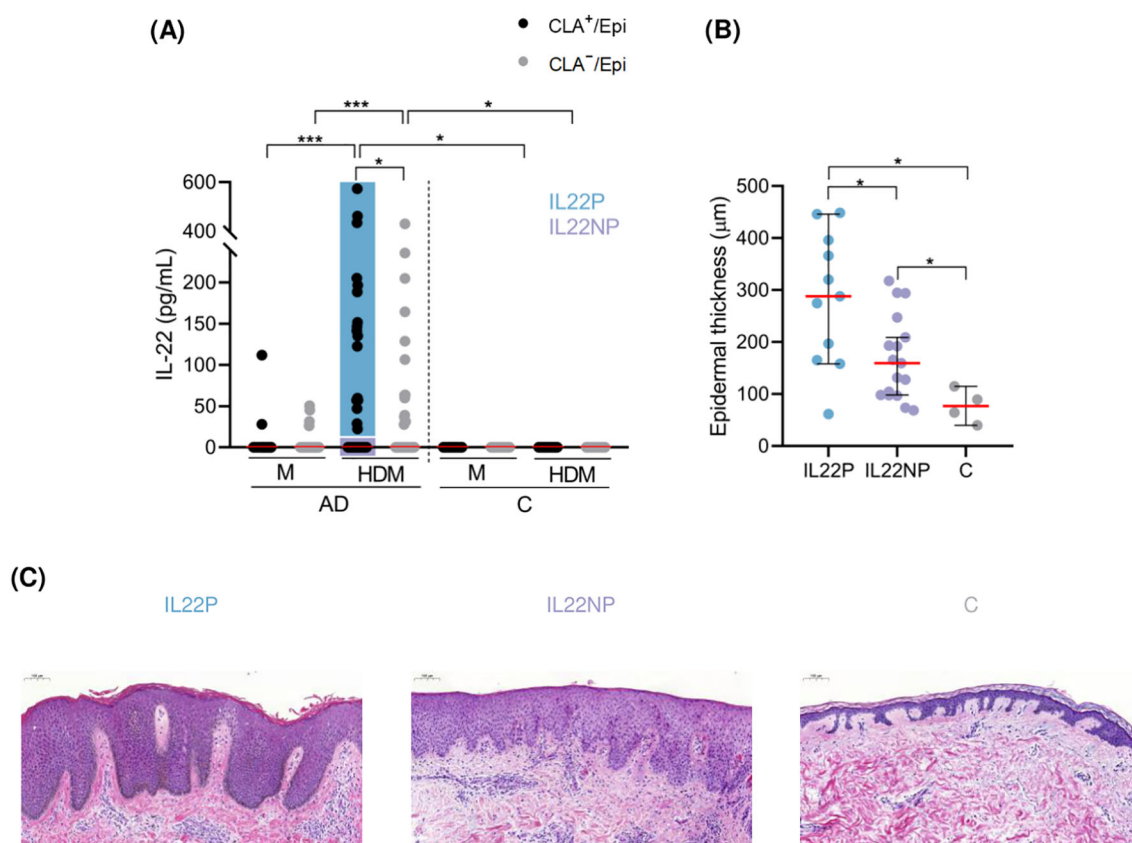 (A)
CLA⁺/Epi
CLA⁻/Epi
***
*
***
*
*
600
400
200
150
100
50
0
IL-22 (pg/mL)
IL22P
IL22NP
M
HDM
M
HDM
AD
C
(B)
*
*
*
500
400
300
200
100
0
Epidermal thickness (μm)
IL22P
IL22NP
C
(C)
IL22P
IL22NP
C